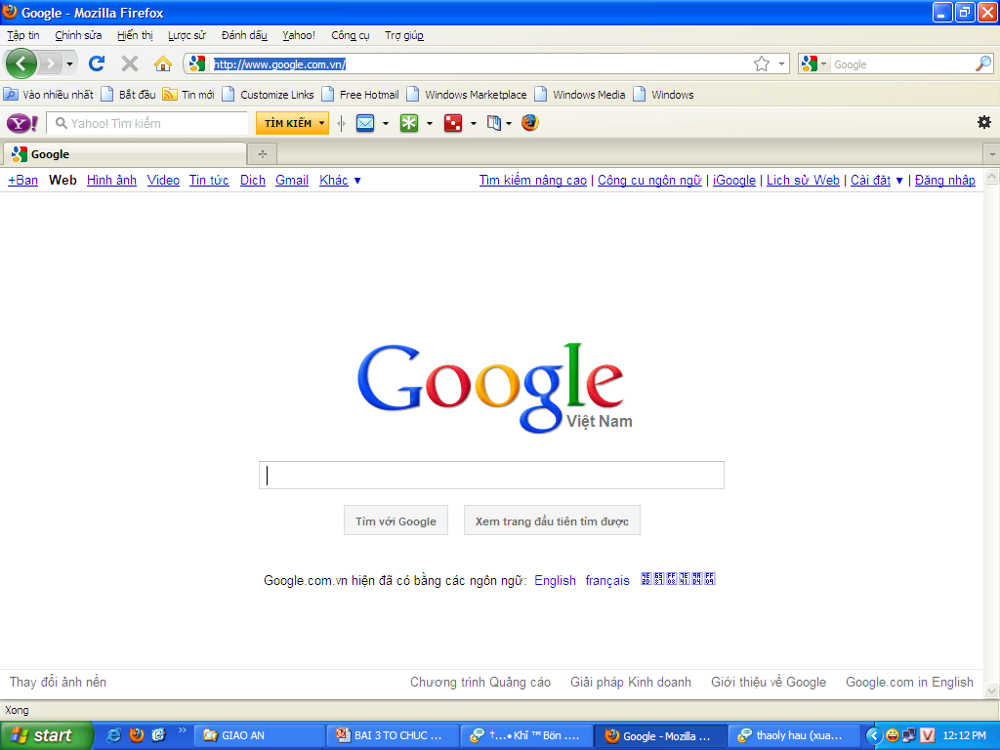 Google - Mozilla Firefox
Tập tin Chỉnh sửa Hiển thị Lược sử Đánh dấu Yahoo! Công cụ Trợ giúp
http://www.google.com.vn/ Google
Vào nhiều nhất Bắt đầu Tin mới Customize Links Free Hotmail Windows Marketplace Windows Media Windows
Y! Yahoo! Tìm kiếm TÌM KIẾM
Google
+Bạn Web Hình ảnh Video Tin tức Dịch Gmail Khác ▼ Tìm kiếm nâng cao | Công cụ ngôn ngữ | iGoogle | Lịch sử Web | Cài đặt ▼ | Đăng nhập
Google
Việt Nam
Tìm với Google Xem trang đầu tiên tìm được
Google.com.vn hiện đã có bằng các ngôn ngữ: English français
Thay đổi ảnh nền Chương trình Quảng cáo Giải pháp Kinh doanh Giới thiệu về Google Google.com in English
Xong
start GIAO AN BAI 3 TO CHUC ... †...•Khỉ ™ Bốn .... Google - Mozilla ... thaoly hau (xua... V 12:12 PM